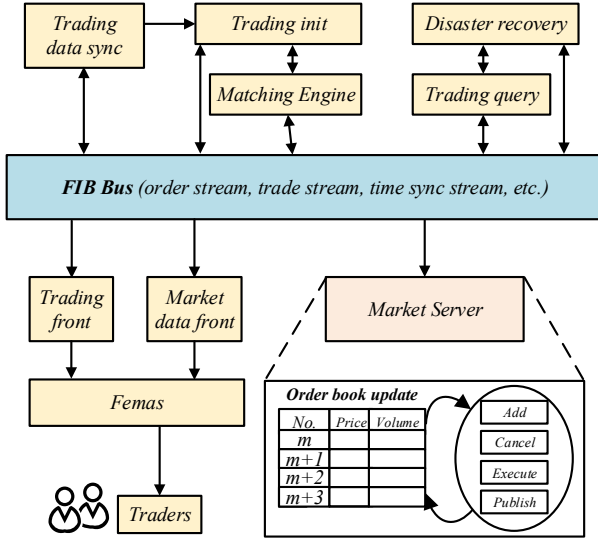 Trading
data sync
Trading init
Disaster recovery
Matching Engine
Trading query
FIB Bus (order stream, trade stream, time sync stream, etc.)
Trading
front
Market
data front
Market Server
Femas
Order book update
No. Price Volume
m
m+1
m+2
m+3
Add
Cancel
Execute
Publish
Traders